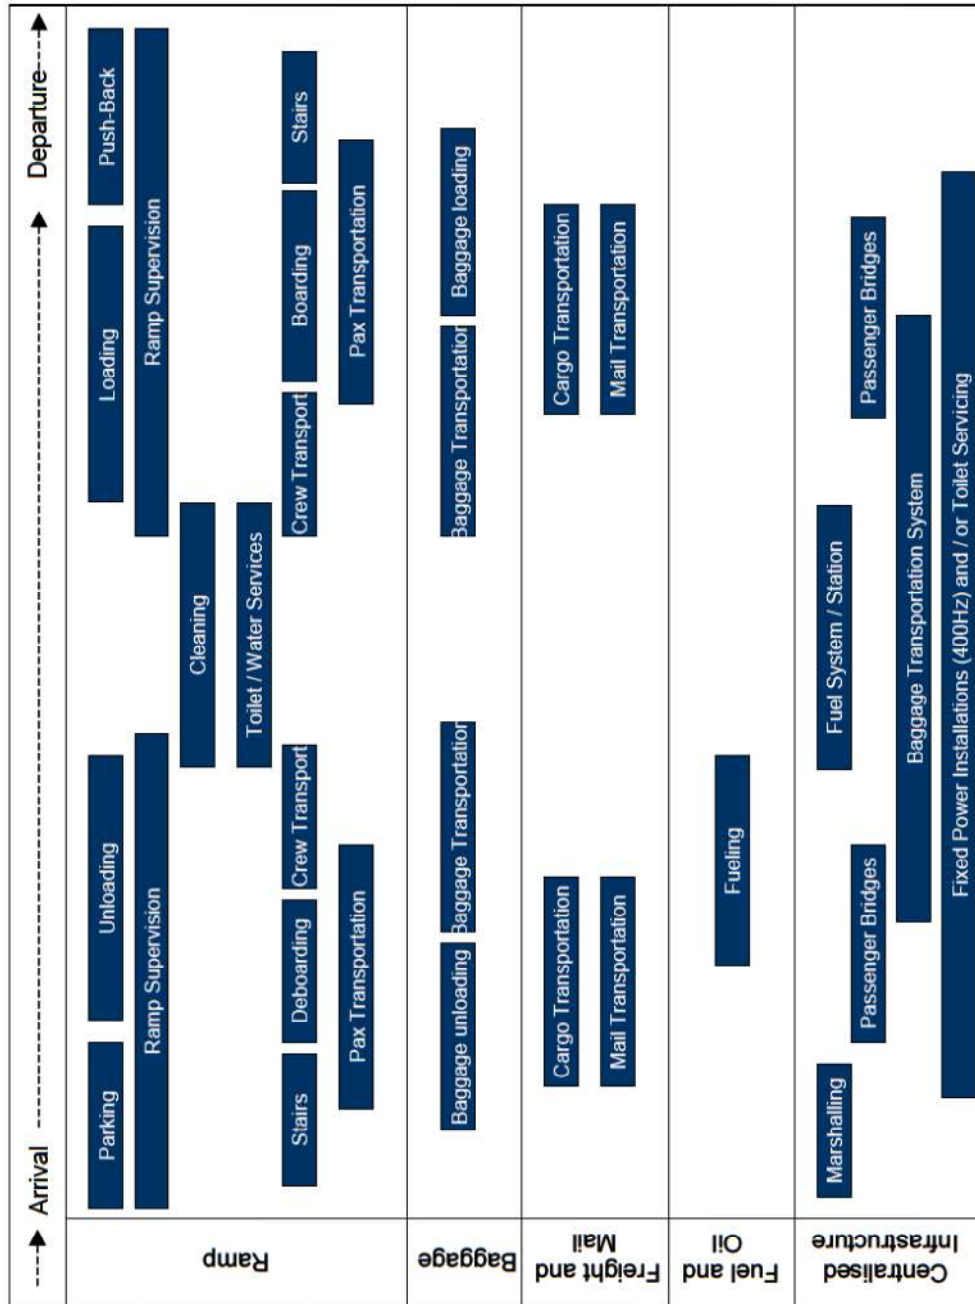 Arrival
Departure
Ramp
Parking
Unloading
Loading
Push-Back
Ramp Supervision
Ramp Supervision
Cleaning
Toilet / Water Services
Stairs
Deboarding
Crew Transport
Crew Transport
Boarding
Stairs
Pax Transportation
Pax Transportation
Baggage
Baggage unloading
Baggage Transportation
Baggage Transportation
Baggage loading
Freight and
Mail
Cargo Transportation
Cargo Transportation
Mail Transportation
Mail Transportation
Fuel and
Oil
Fueling
Centralised
Infrastructure
Marshalling
Fuel System / Station
Passenger Bridges
Passenger Bridges
Baggage Transportation System
Fixed Power Installations (400Hz) and / or Toilet Servicing